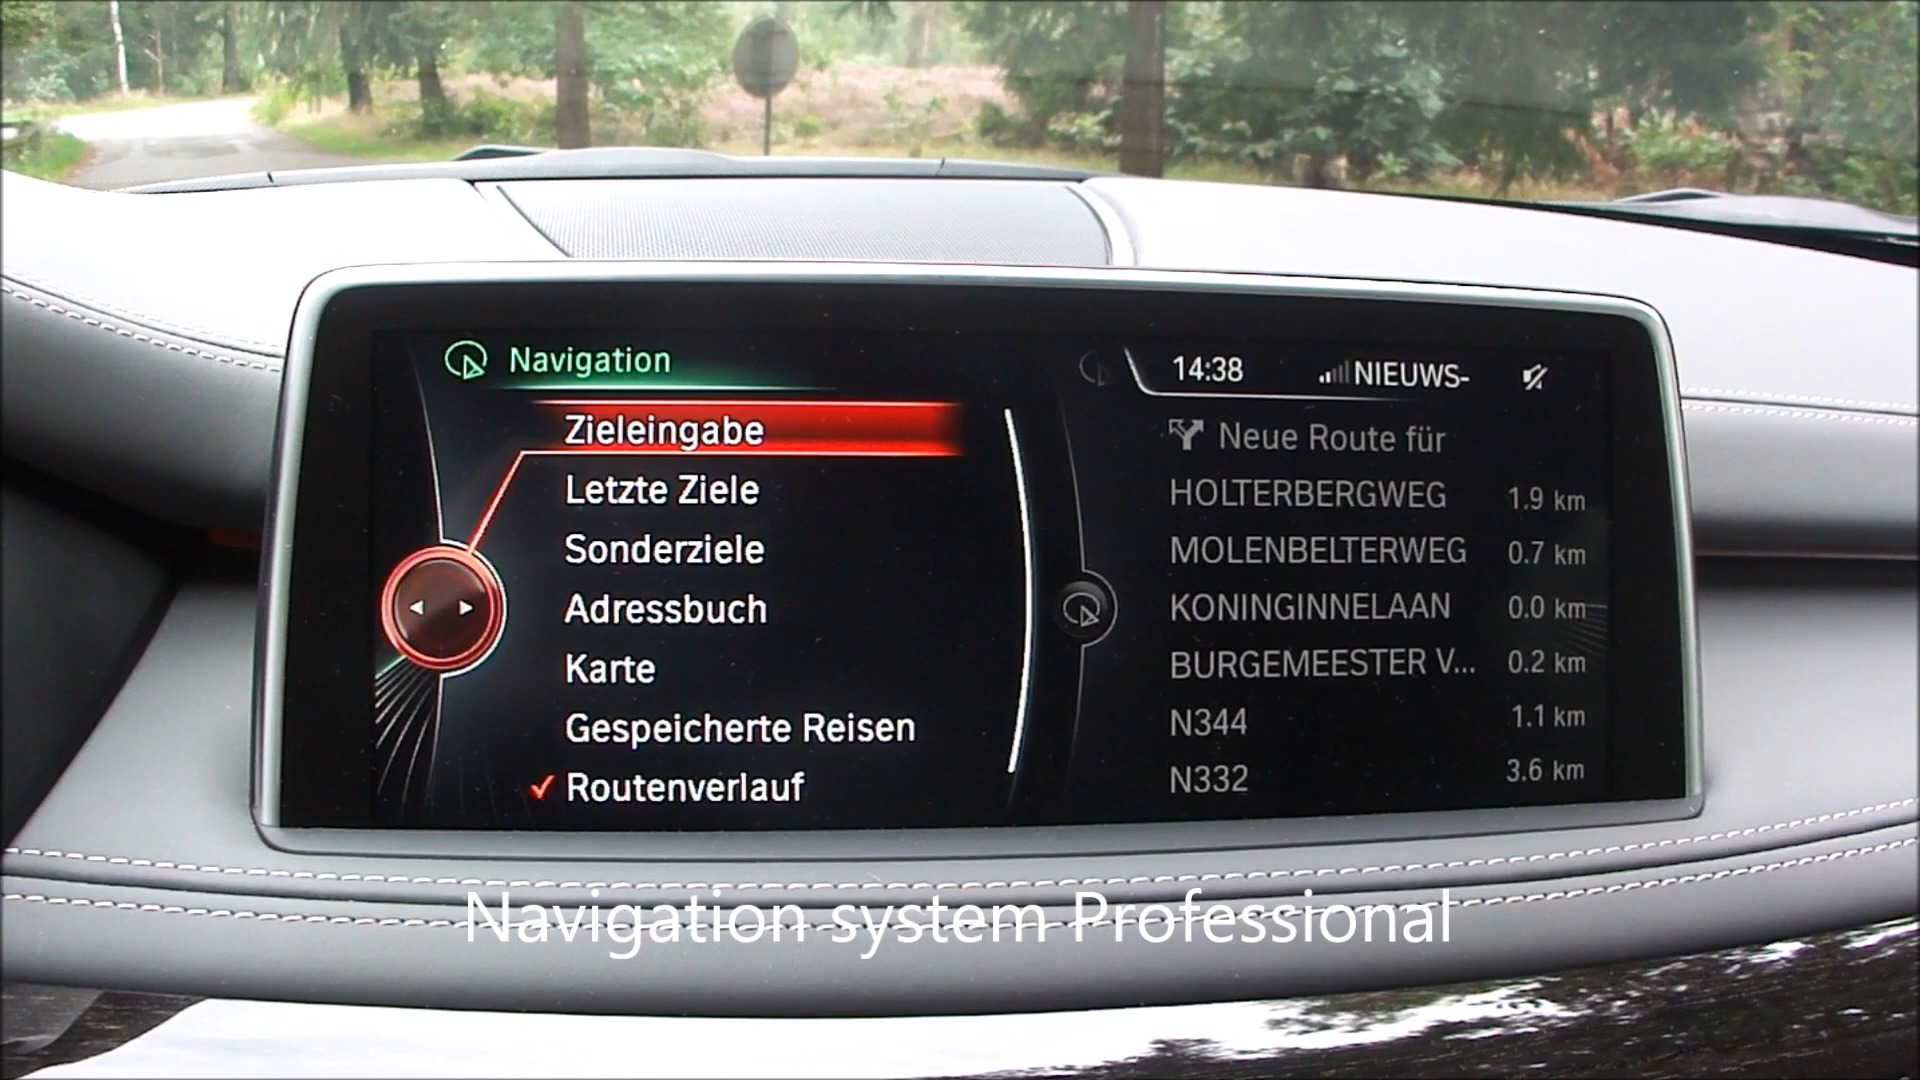 Navigation
Zieleingabe
Letzte Ziele
Sonderziele
Adressbuch
Karte
Gespeicherte Reisen
Routenverlauf
14:38 NIEUWS-
Neue Route für
HOLTERBERGWEG 1.9 km
MOLENBELTERWEG 0.7 km
KONINGINNELAAN 0.0 km
BURGEMEESTER V... 0.2 km
N344 1.1 km
N332 3.6 km
Navigation system Professional